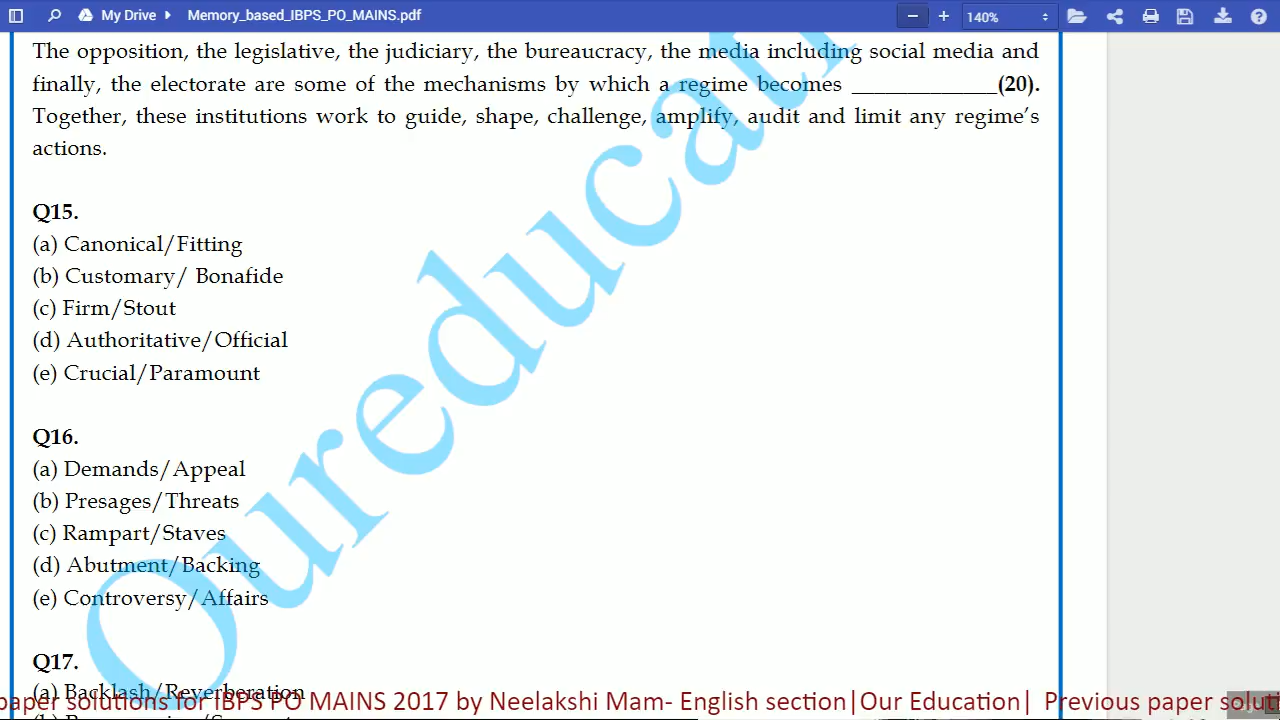 My Drive Memory_based_IBPS_PO_MAINS.pdf 140%
The opposition, the legislative, the judiciary, the bureaucracy, the media including social media and
finally, the electorate are some of the mechanisms by which a regime becomes _____________(20).
Together, these institutions work to guide, shape, challenge, amplify, audit and limit any regime’s
actions.
Q15.
(a) Canonical/Fitting
(b) Customary/ Bonafide
(c) Firm/Stout
(d) Authoritative/Official
(e) Crucial/Paramount
Q16.
(a) Demands/Appeal
(b) Presages/Threats
(c) Rampart/Staves
(d) Abutment/Backing
(e) Controversy/Affairs
Q17.
(a) Backlash/Reverberation
paper solutions for IBPS PO MAINS 2017 by Neelakshi Mam- English section|Our Education| Previous paper solut
Oureducati